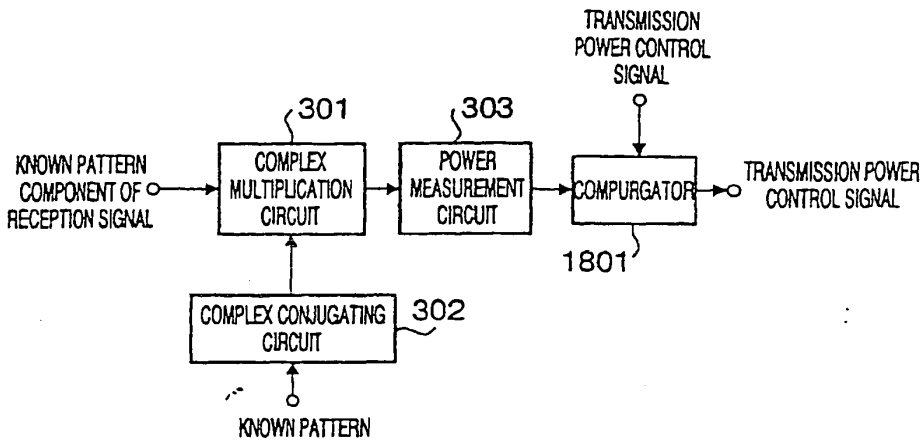 TRANSMISSION
POWER CONTROL
SIGNAL
301
303
KNOWN PATTERN
COMPONENT OF
RECEPTION SIGNAL
COMPLEX
MULTIPLICATION
CIRCUIT
POWER
MEASUREMENT
CIRCUIT
COMPURGATOR
TRANSMISSION POWER
CONTROL SIGNAL
1801
COMPLEX CONJUGATING
CIRCUIT
302
KNOWN PATTERN